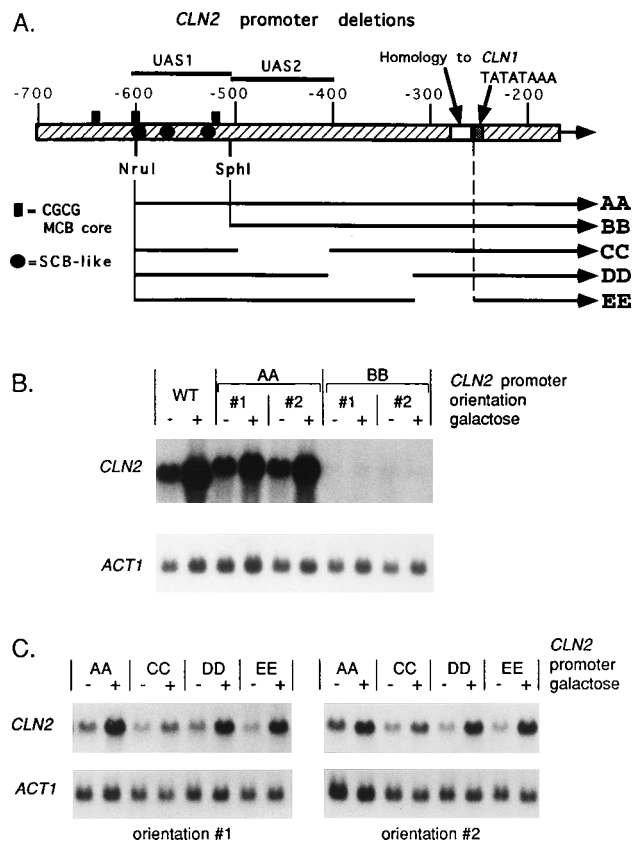 A.
CLN2 promoter deletions
UAS1
UAS2
Homology to CLN1
TATATAAA
-700 -600 -500 -400 -300 -200
NruI SphI
= CGCG
MCB core
=SCB-like
AA
BB
CC
DD
EE
B.
WT AA BB CLN2 promoter
#1 #2 #1 #2 orientation
- + - + - + - + - + galactose
CLN2
ACT1
C.
CLN2
AA CC DD EE AA CC DD EE promoter
- + - + - + - + - + - + - + - + galactose
CLN2
ACT1
orientation #1 orientation #2